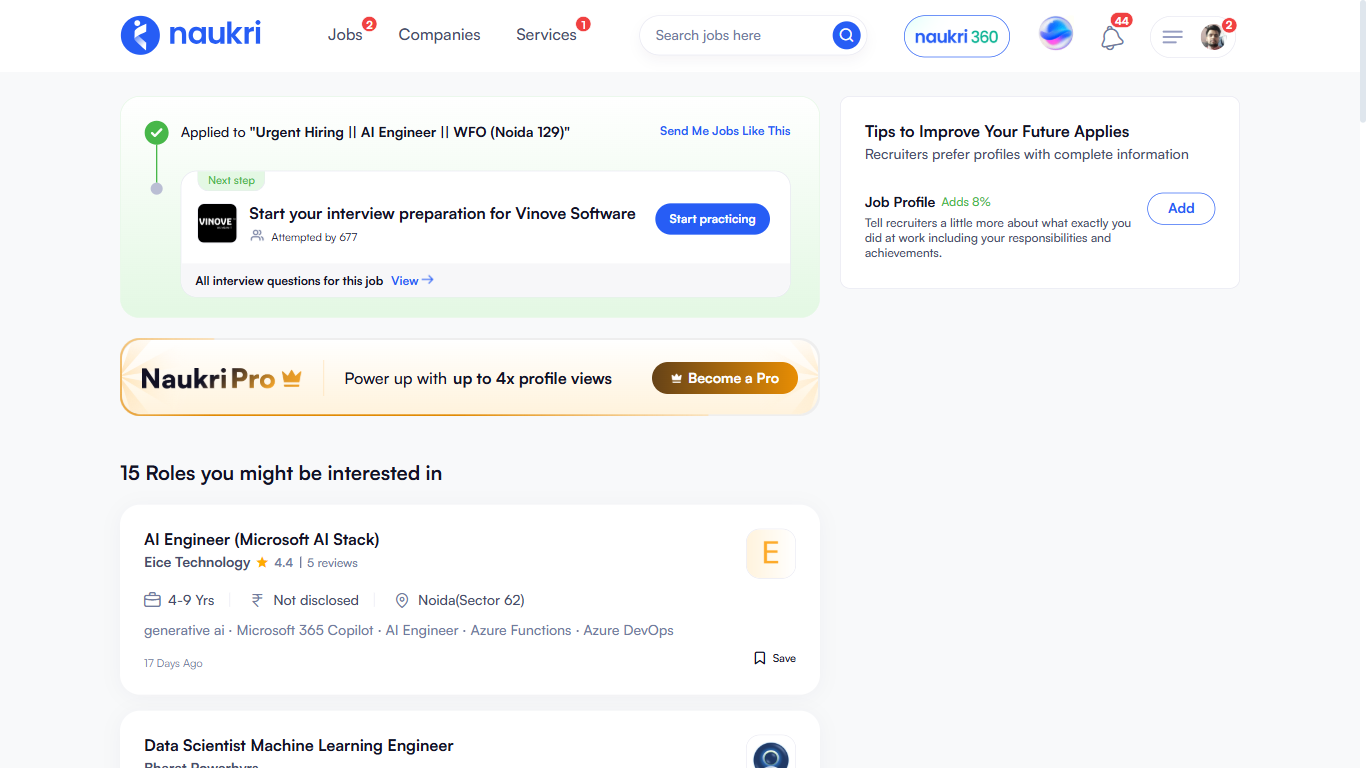 naukri
Jobs 2
Companies
Services 1
Search jobs here
naukri 360
44
2
Applied to "Urgent Hiring || AI Engineer || WFO (Noida 129)"
Send Me Jobs Like This
Next step
VINOVE
Start your interview preparation for Vinove Software
Attempted by 677
Start practicing
All interview questions for this job View
Tips to Improve Your Future Applies
Recruiters prefer profiles with complete information
Job Profile Adds 8%
Tell recruiters a little more about what exactly you
did at work including your responsibilities and
achievements.
Add
Naukri Pro
Power up with up to 4x profile views
Become a Pro
15 Roles you might be interested in
AI Engineer (Microsoft AI Stack)
Eice Technology 4.4 | 5 reviews
E
4-9 Yrs
₹ Not disclosed
Noida(Sector 62)
generative ai · Microsoft 365 Copilot · AI Engineer · Azure Functions · Azure DevOps
17 Days Ago
Save
Data Scientist Machine Learning Engineer